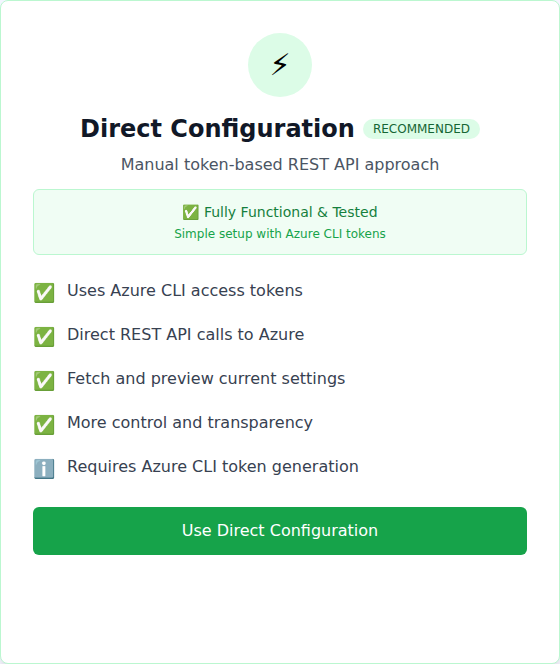 ⚡
Direct Configuration RECOMMENDED
Manual token-based REST API approach
✅ Fully Functional & Tested
Simple setup with Azure CLI tokens
✅ Uses Azure CLI access tokens
✅ Direct REST API calls to Azure
✅ Fetch and preview current settings
✅ More control and transparency
ℹ️ Requires Azure CLI token generation
Use Direct Configuration